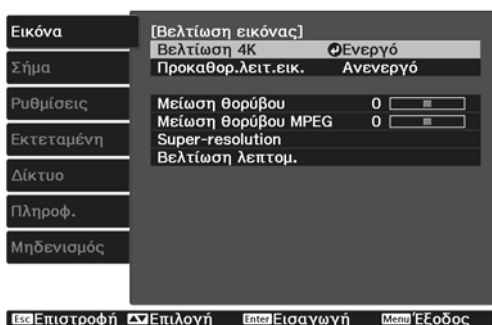 Εικόνα
Σήμα
Ρυθμίσεις
Εκτεταμένη
Δίκτυο
Πληροφ.
Μηδενισμός
[Βελτίωση εικόνας]
Βελτίωση 4K Ενεργό
Προκαθορ.λειτ.εικ. Ανενεργό
Μείωση θορύβου 0
Μείωση θορύβου MPEG 0
Super-resolution
Βελτίωση λεπτομ.
Esc Επιστροφή Επιλογή Enter Εισαγωγή Menu Έξοδος